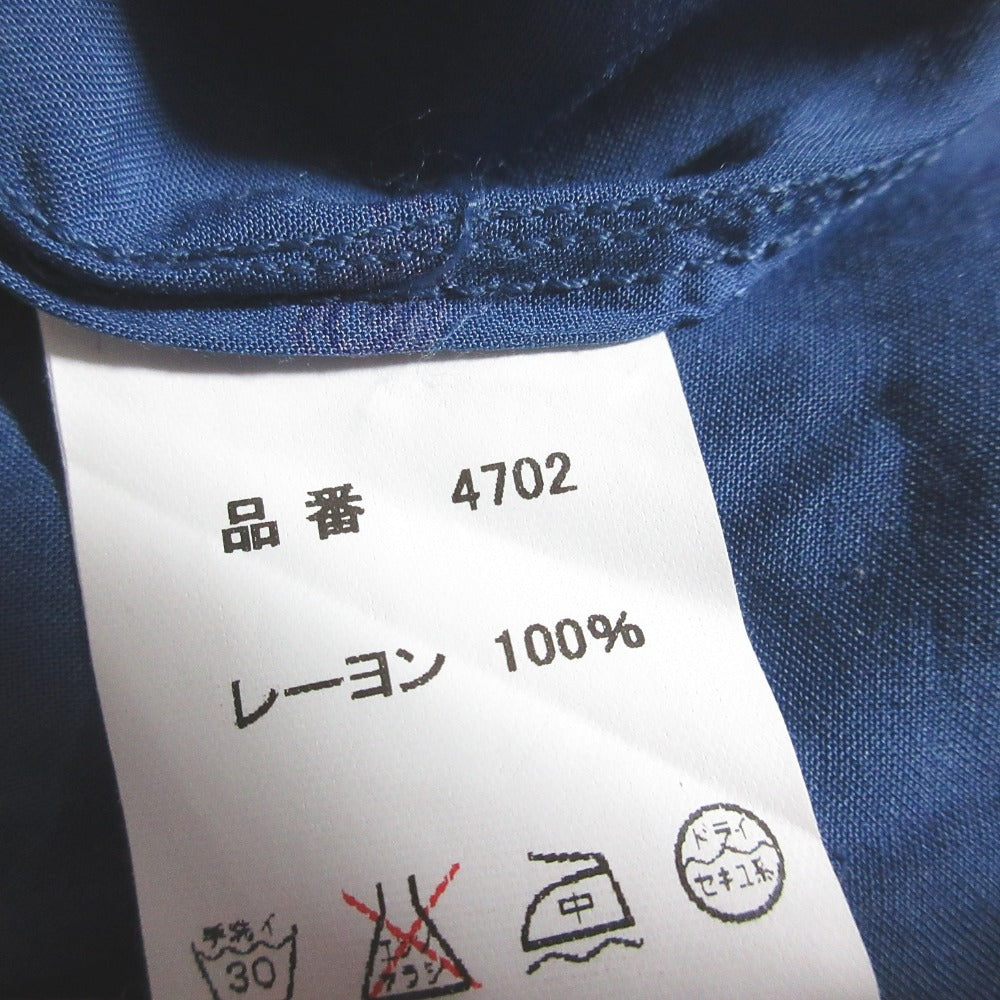 品番 4702
レーヨン 100%
手洗イ
30
エンソ
サラシ
中
ドライ
セキユ系